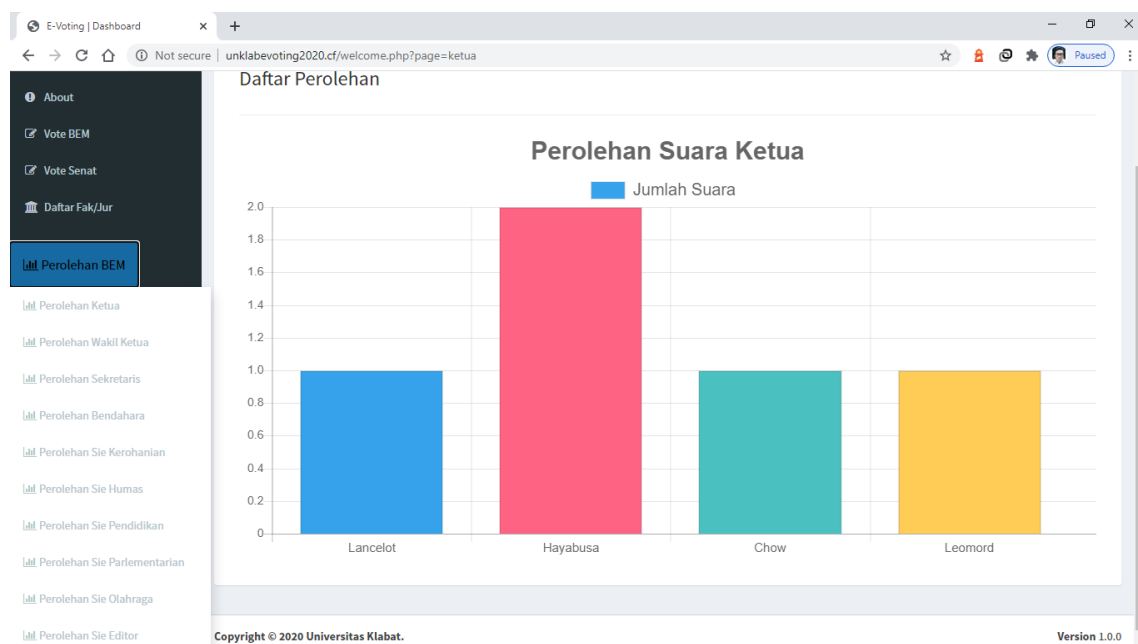 E-Voting | Dashboard
Not secure | unklabevoting2020.cf/welcome.php?page=ketua
Paused
About
Vote BEM
Vote Senat
Daftar Fak/Jur
Perolehan BEM
Perolehan Ketua
Perolehan Wakil Ketua
Perolehan Sekretaris
Perolehan Bendahara
Perolehan Sie Kerohanian
Perolehan Sie Humas
Perolehan Sie Pendidikan
Perolehan Sie Parlementarian
Perolehan Sie Olahraga
Perolehan Sie Editor
Daftar Perolehan
Perolehan Suara Ketua
Jumlah Suara
2.0
1.8
1.6
1.4
1.2
1.0
0.8
0.6
0.4
0.2
0
Lancelot Hayabusa Chow Leomord
Copyright © 2020 Universitas Klabat. Version 1.0.0